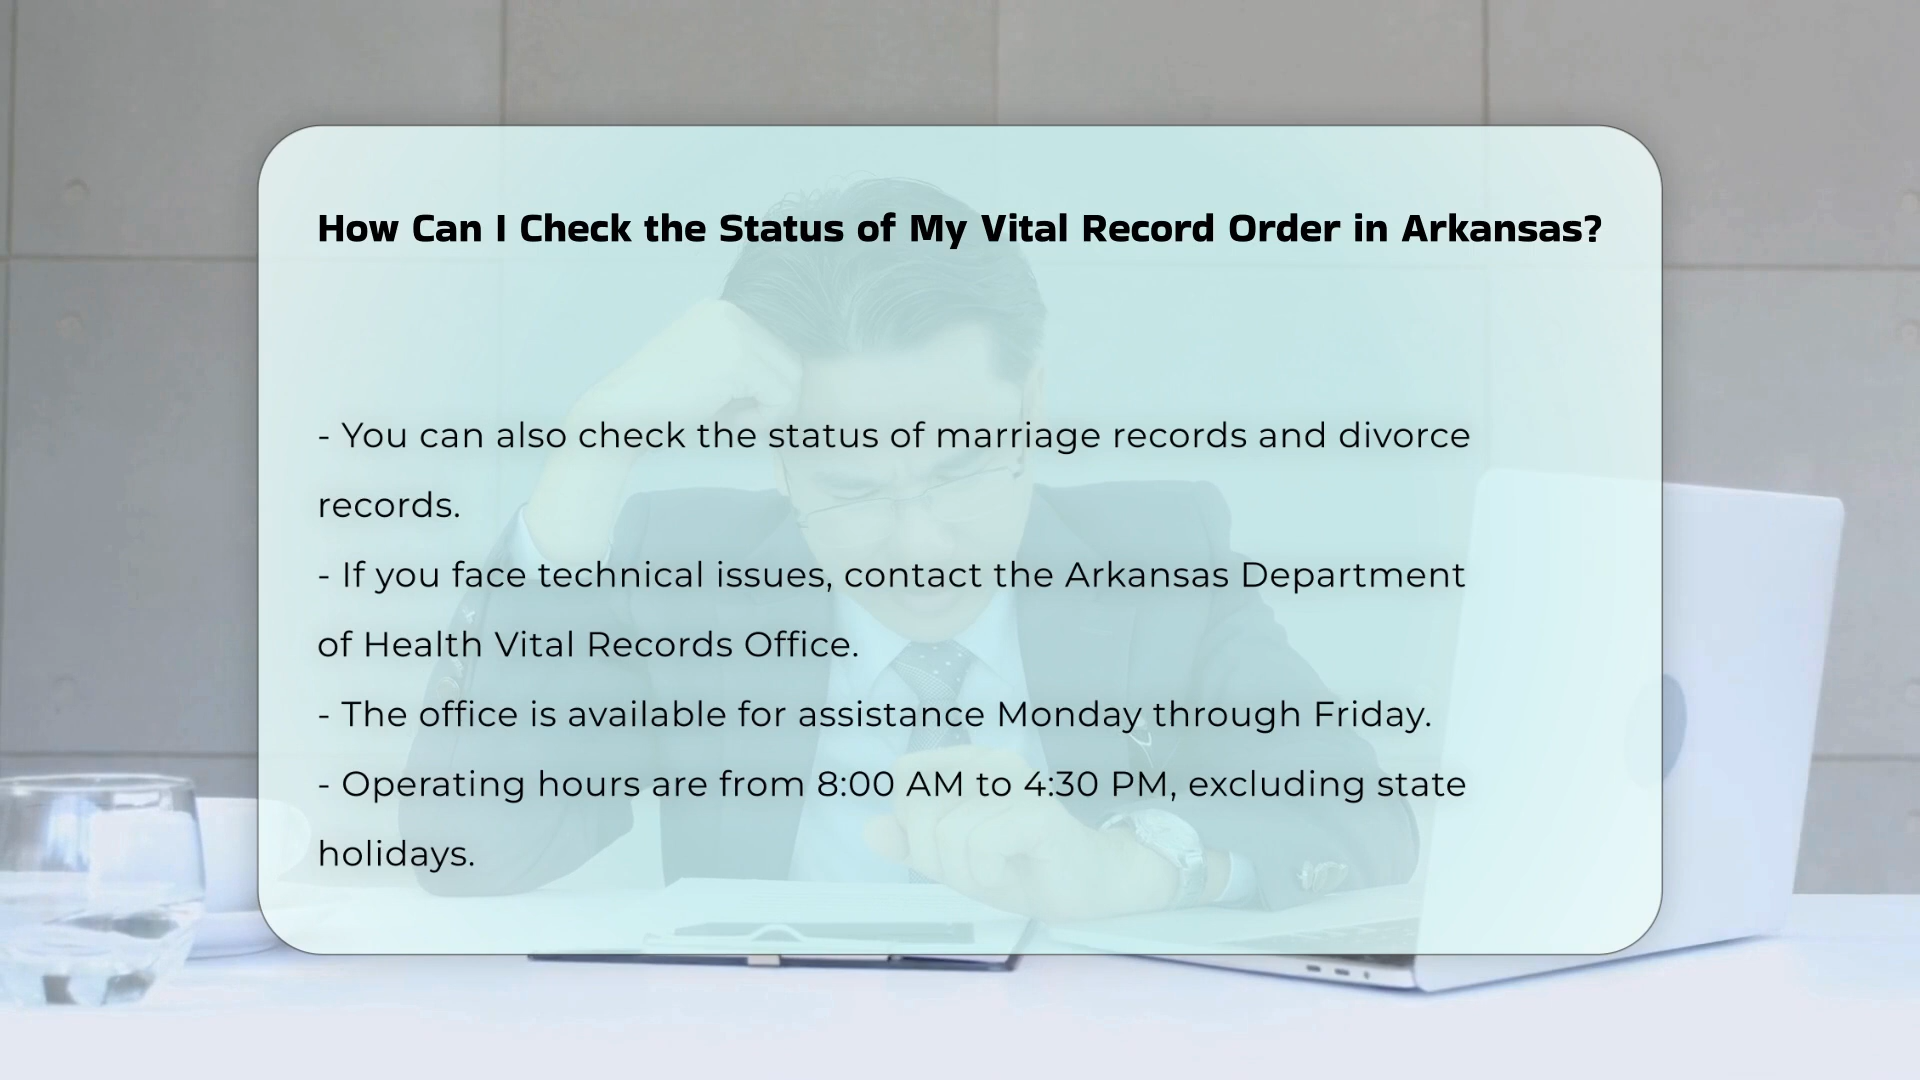 How Can I Check the Status of My Vital Record Order in Arkansas?
- You can also check the status of marriage records and divorce
records.
- If you face technical issues, contact the Arkansas Department
of Health Vital Records Office.
- The office is available for assistance Monday through Friday.
- Operating hours are from 8:00 AM to 4:30 PM, excluding state
holidays.